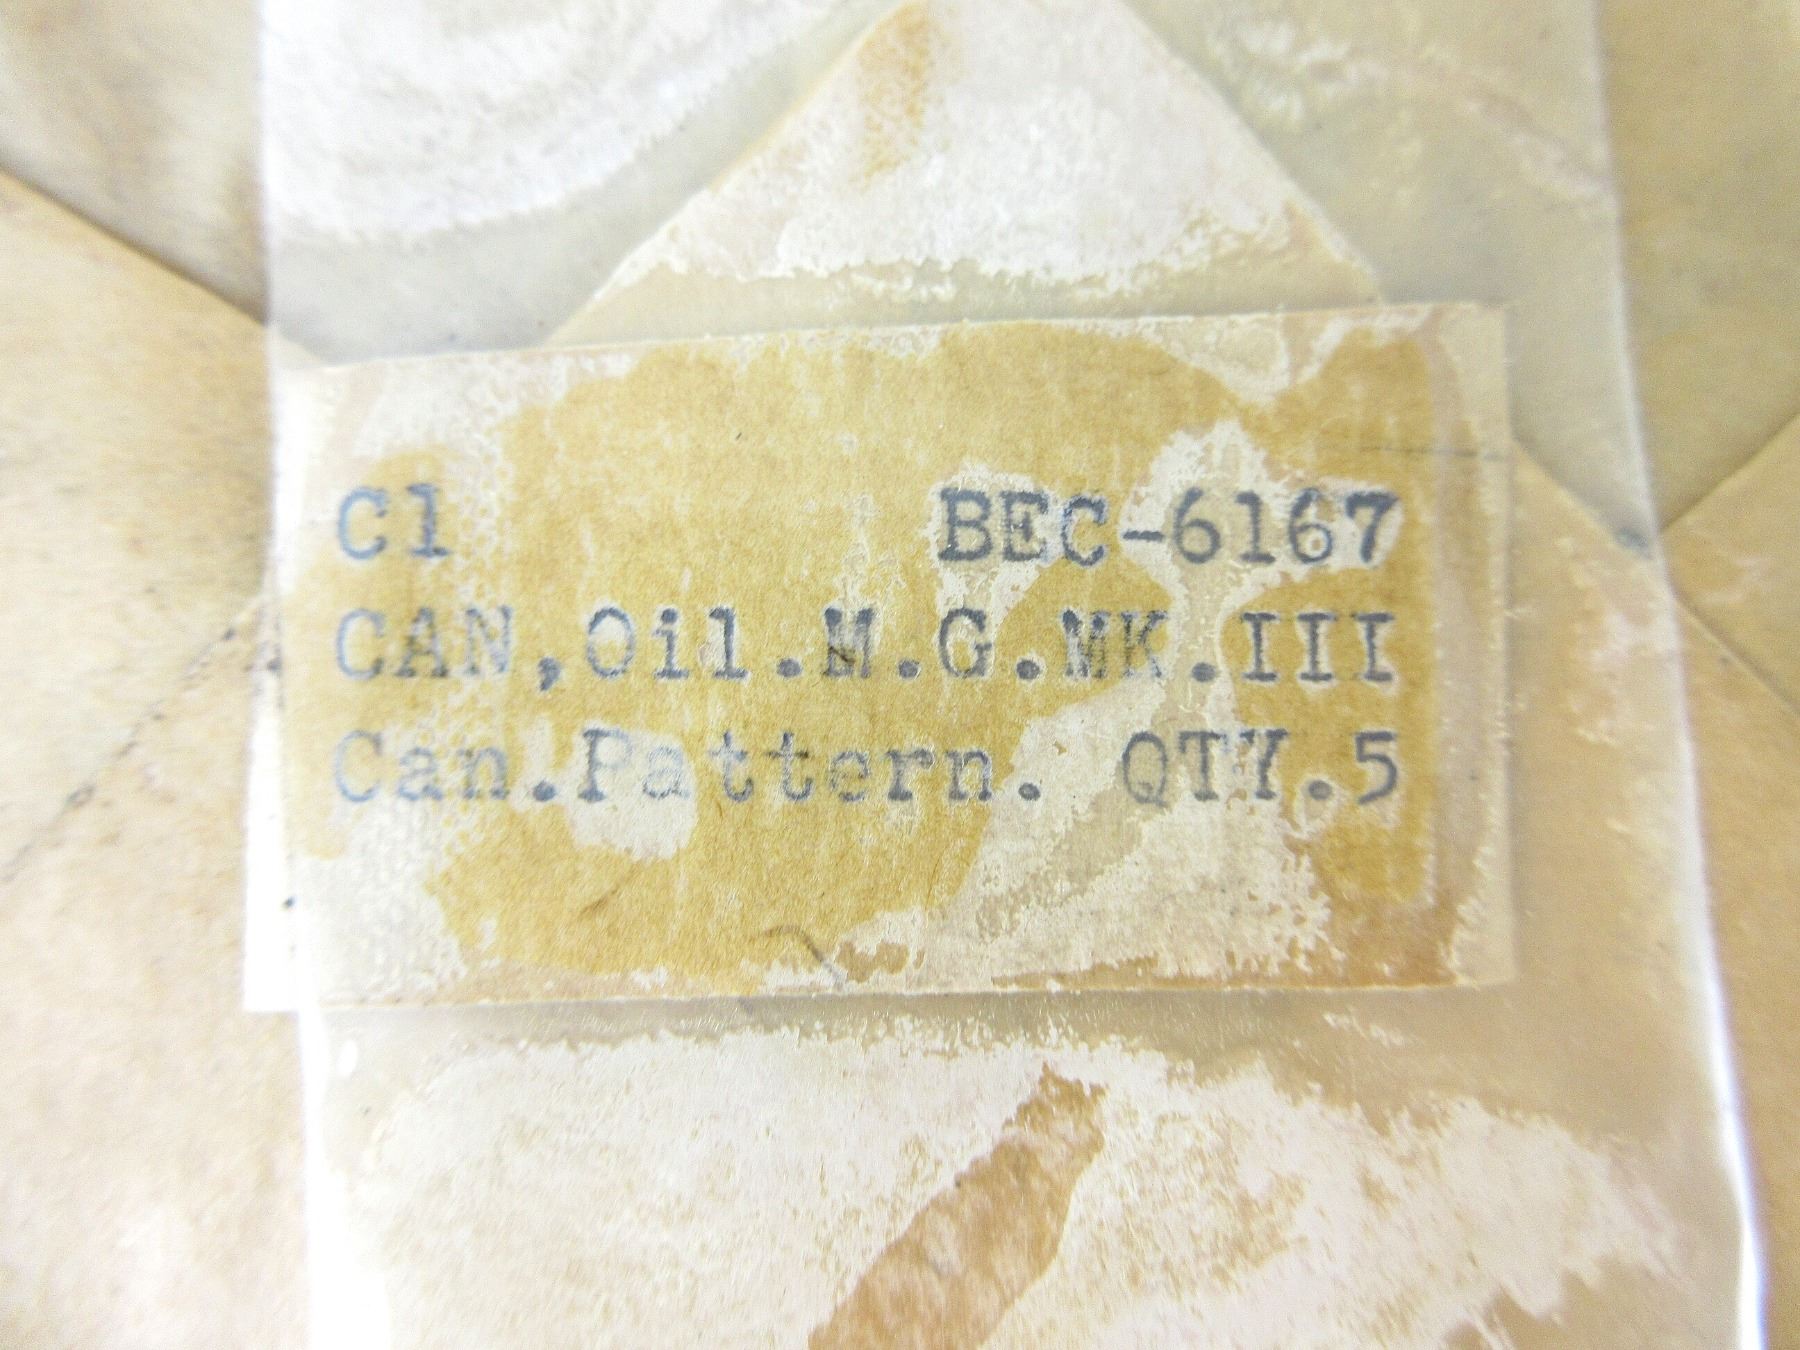 C1 BEC-6167
CAN,Oil.M.G.MK.III
Can.Pattern. QTY.5